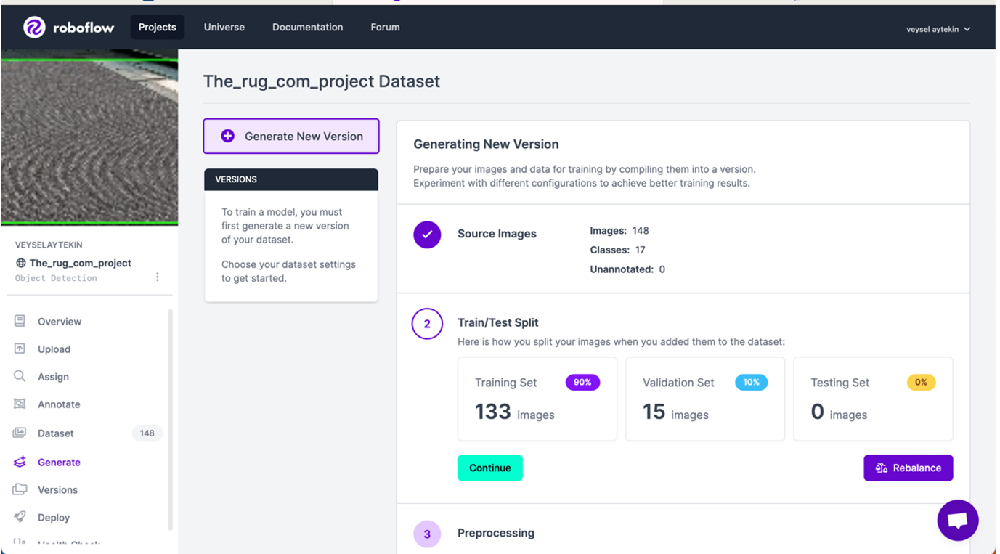 roboflow
Projects
Universe
Documentation
Forum
veysel aytekin
VEYSELAYTEKIN
The_rug_com_project
Object Detection
Overview
Upload
Assign
Annotate
Dataset 148
Generate
Versions
Deploy
The_rug_com_project Dataset
Generate New Version
VERSIONS
To train a model, you must
first generate a new version
of your dataset.
Choose your dataset settings
to get started.
Generating New Version
Prepare your images and data for training by compiling them into a version.
Experiment with different configurations to achieve better training results.
Source Images
Images: 148
Classes: 17
Unannotated: 0
2 Train/Test Split
Here is how you split your images when you added them to the dataset:
Training Set 90%
133 images
Validation Set 10%
15 images
Testing Set 0%
0 images
Continue
Rebalance
3 Preprocessing